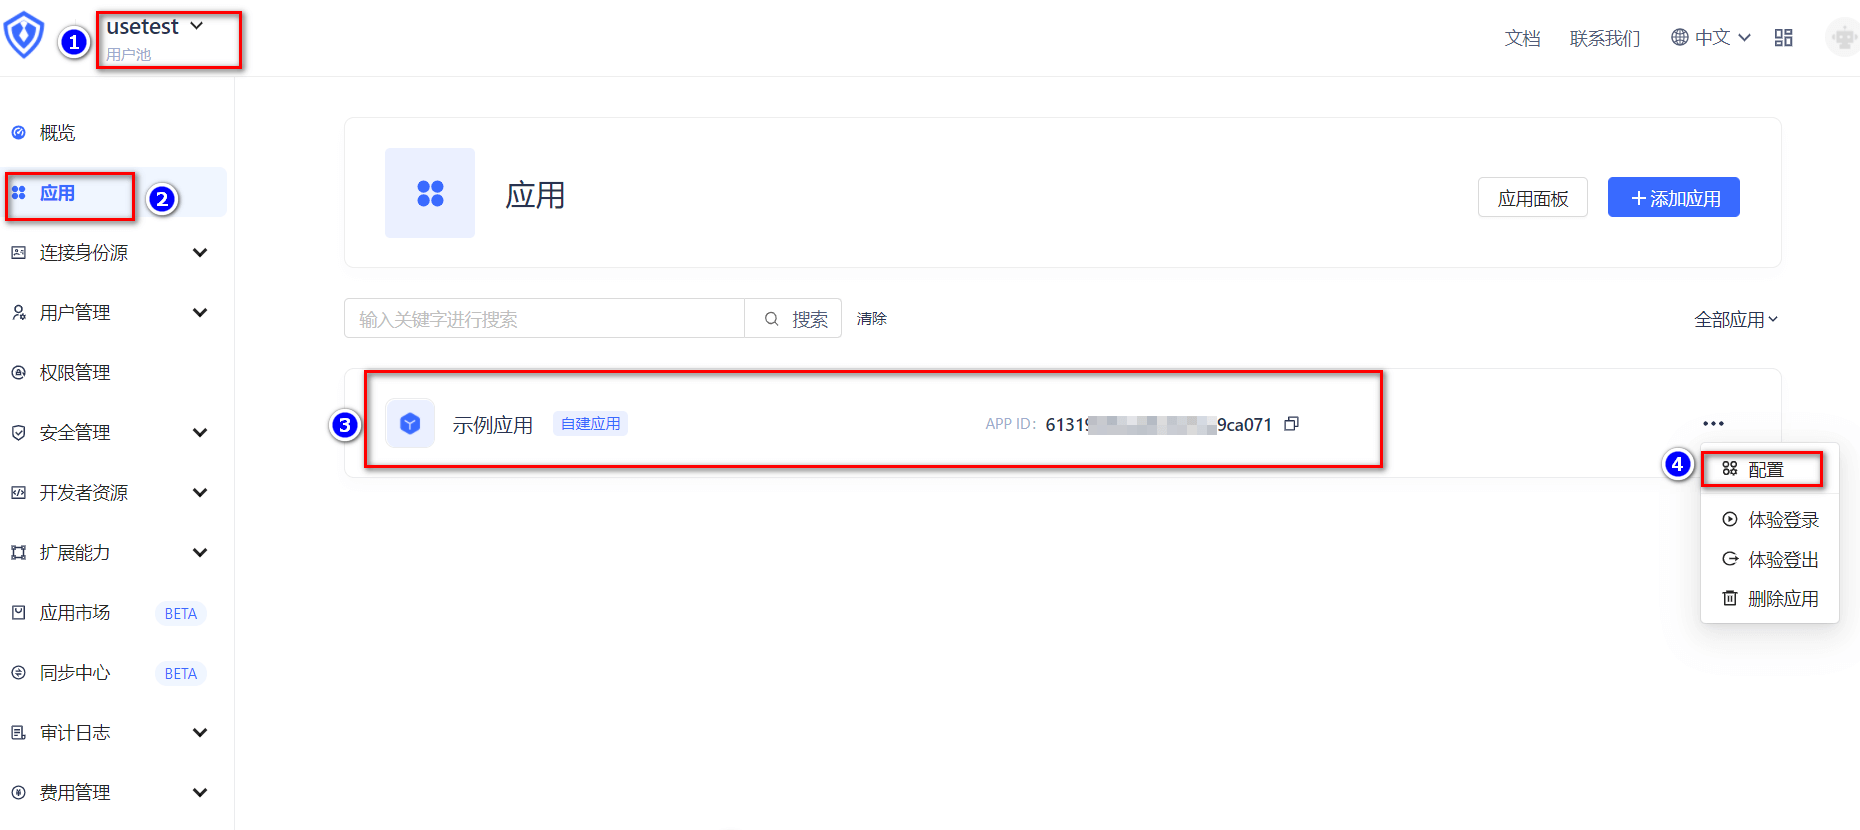 1
usetest
用户池
文档
联系我们
中文
概览
应用
2
连接身份源
用户管理
权限管理
安全管理
开发者资源
扩展能力
应用市场 BETA
同步中心 BETA
审计日志
费用管理
应用
应用面板
添加应用
输入关键字进行搜索
搜索
清除
全部应用
3
示例应用
自建应用
APP ID: 6131 9ca071
4
配置
体验登录
体验登出
删除应用